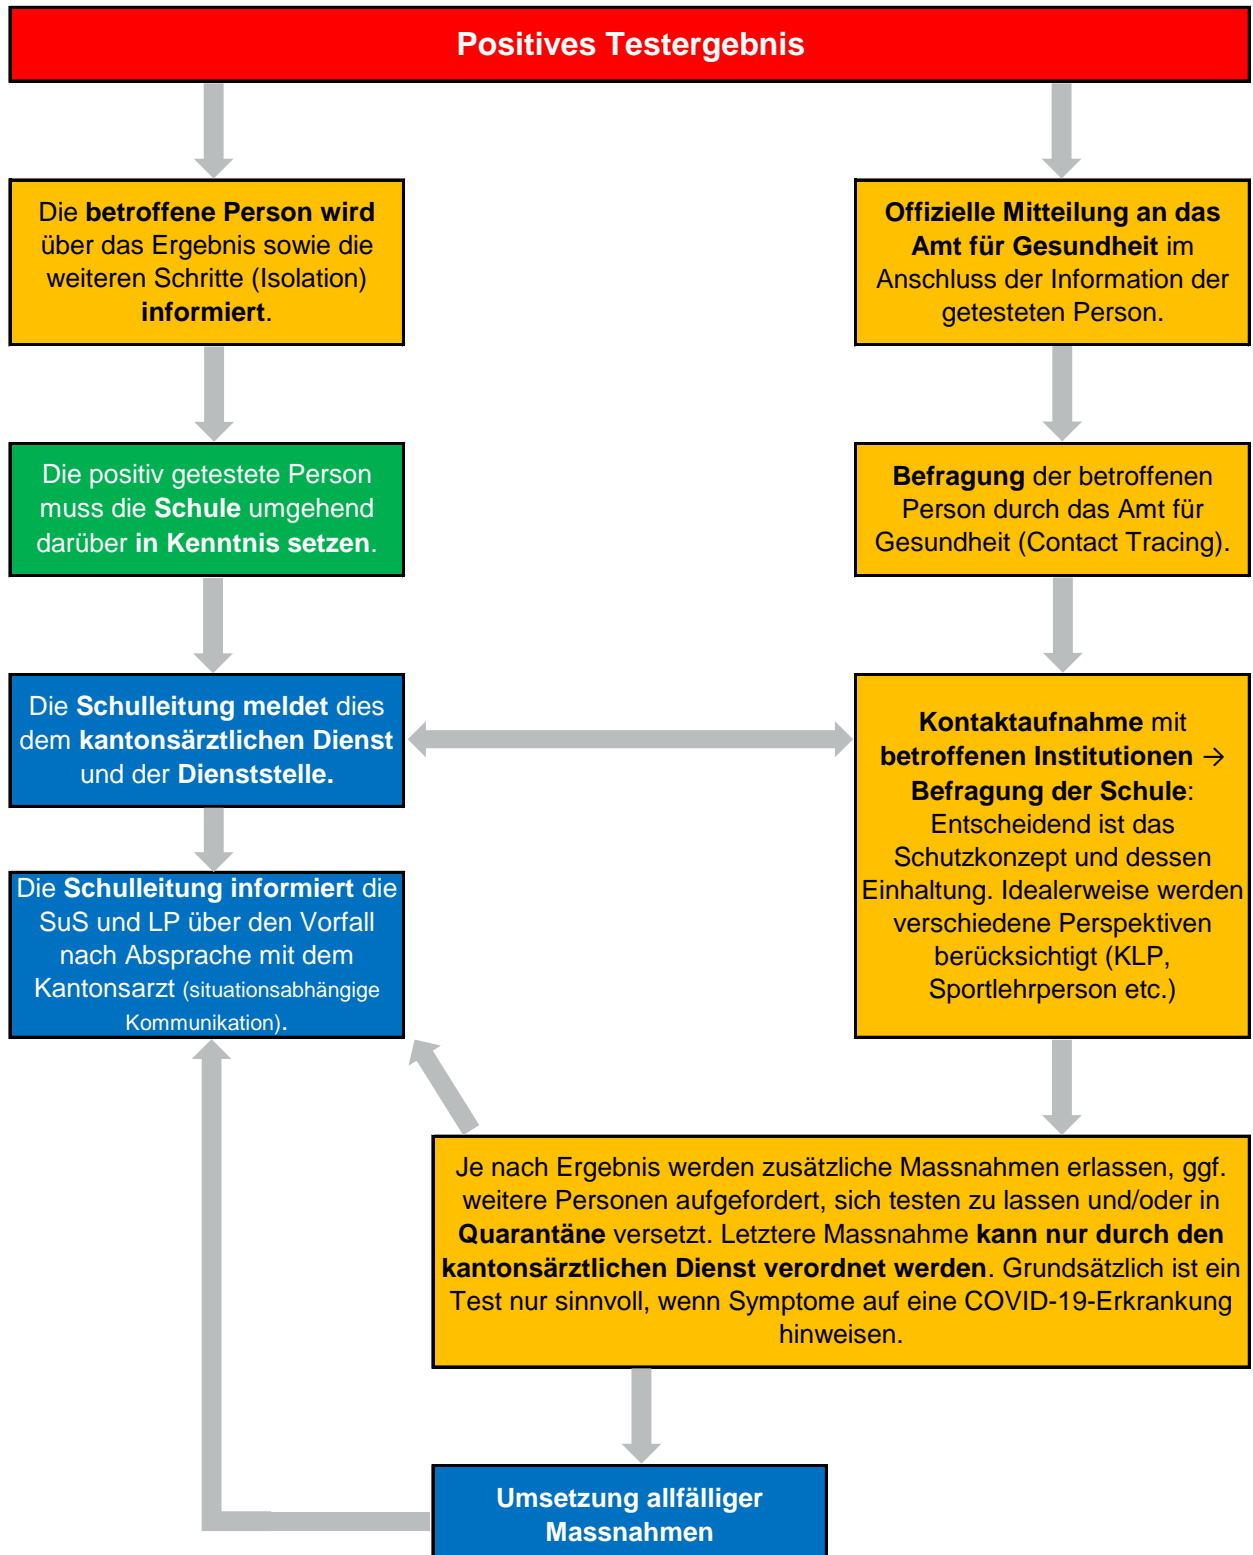 Positives Testergebnis
Die betroffene Person wird
über das Ergebnis sowie die
weiteren Schritte (Isolation)
informiert.
Offizielle Mitteilung an das
Amt für Gesundheit im
Anschluss der Information der
getesteten Person.
Die positiv getestete Person
muss die Schule umgehend
darüber in Kenntnis setzen.
Befragung der betroffenen
Person durch das Amt für
Gesundheit (Contact Tracing).
Die Schulleitung meldet dies
dem kantonsärztlichen Dienst
und der Dienststelle.
Kontaktaufnahme mit
betroffenen Institutionen →
Befragung der Schule:
Entscheidend ist das
Schutzkonzept und dessen
Einhaltung. Idealerweise werden
verschiedene Perspektiven
berücksichtigt (KLP,
Sportlehrperson etc.)
Die Schulleitung informiert die
SuS und LP über den Vorfall
nach Absprache mit dem
Kantonsarzt (situationsabhängige
Kommunikation).
Je nach Ergebnis werden zusätzliche Massnahmen erlassen, ggf.
weitere Personen aufgefordert, sich testen zu lassen und/oder in
Quarantäne versetzt. Letztere Massnahme kann nur durch den
kantonsärztlichen Dienst verordnet werden. Grundsätzlich ist ein
Test nur sinnvoll, wenn Symptome auf eine COVID-19-Erkrankung
hinweisen.
Umsetzung allfälliger
Massnahmen